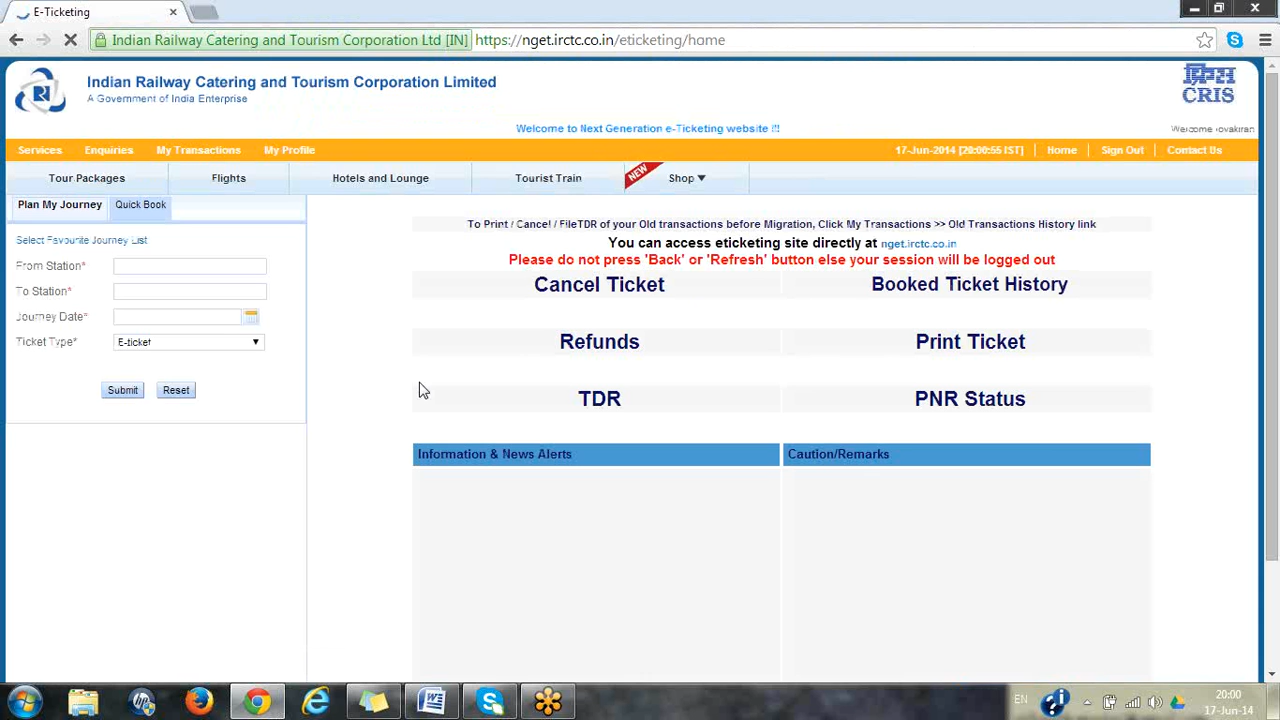 E-Ticketing
Indian Railway Catering and Tourism Corporation Ltd [IN] https://nget.irctc.co.in/eticketing/home
Indian Railway Catering and Tourism Corporation Limited
A Government of India Enterprise
CRIS
Welcome to Next Generation e-Ticketing website !!!
Welcome
Services Enquiries My Transactions My Profile 17-Jun-2014 [20:00:55 IST] Home Sign Out Contact Us
Tour Packages Flights Hotels and Lounge Tourist Train NEW Shop
Plan My Journey Quick Book
To Print / Cancel / FileTDR of your Old transactions before Migration, Click My Transactions >> Old Transactions History link
Select Favourite Journey List
You can access eticketing site directly at nget.irctc.co.in
Please do not press 'Back' or 'Refresh' button else your session will be logged out
From Station*
To Station*
Journey Date*
Ticket Type* E-ticket
Submit Reset
Cancel Ticket Booked Ticket History
Refunds Print Ticket
TDR PNR Status
Information & News Alerts Caution/Remarks
EN
20:00
17-Jun-14